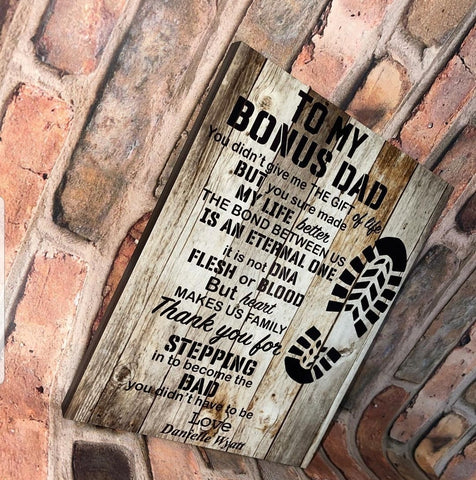 TO MY
BONUS DAD
You didn't give me THE GIFT of life
BUT you sure made
MY LIFE better
THE BOND BETWEEN US
IS AN ETERNAL ONE
it is not DNA
FLESH or BLOOD
But heart
MAKES US FAMILY
Thank you for
STEPPING
in to become the
DAD
you didn't have to be
Love
Danielle Wyatt